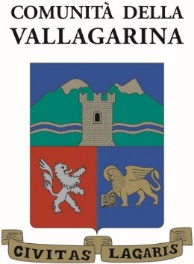 COMUNITÀ DELLA
VALLAGARINA
CIVITAS LAGARIS